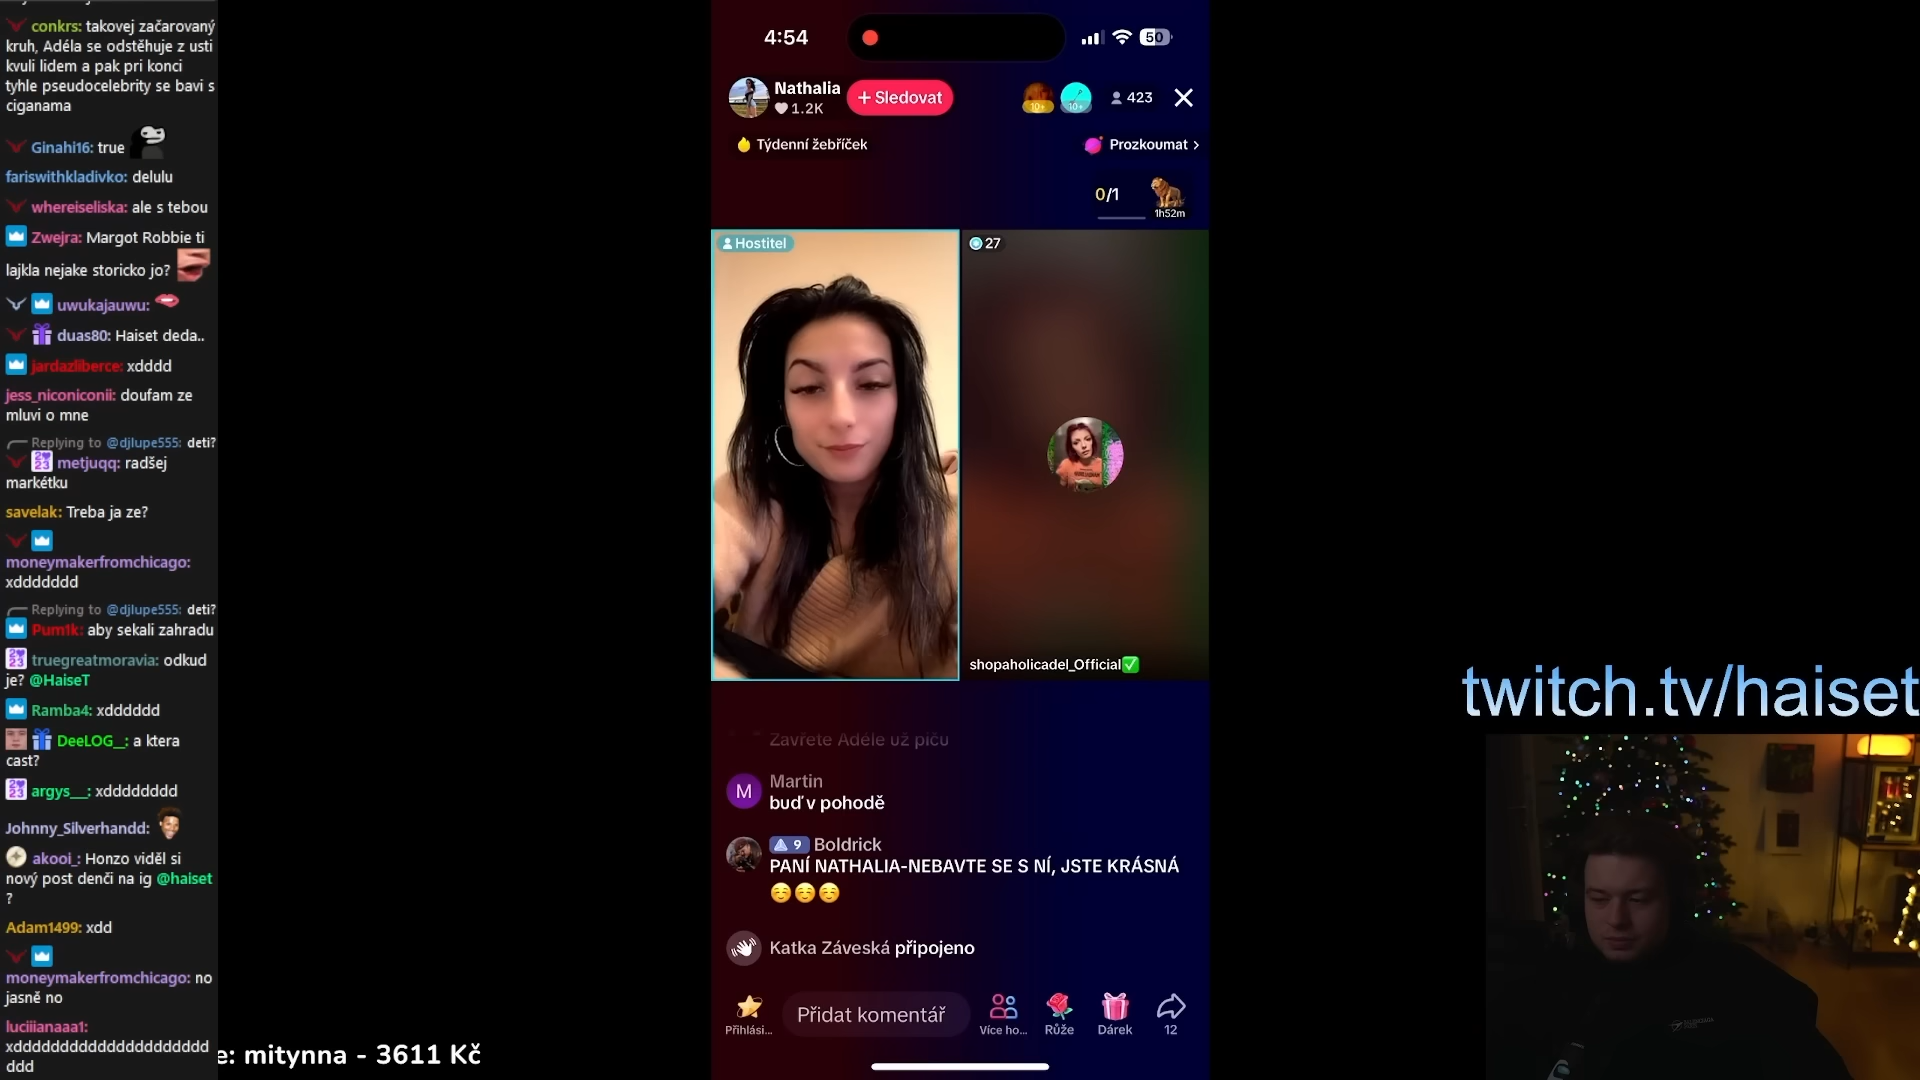 conkrs: takovej začarovaný
kruh, Adéla se odstěhuje z usti
kvuli lidem a pak pri konci
tyhle pseudocelebrity se bavi s
ciganama
Ginahi16: true
fariswithkladivko: delulu
whereiseliska: ale s tebou
Zwejra: Margot Robbie ti
lajkla nejake storicko jo?
uwukajauwu:
duas80: Haiset deda..
jardazliberce: xdddd
jess_niconiconii: doufam ze
mluvi o mne
Replying to @djlupe555: deti?
metjuqq: radšej
markétku
savelak: Treba ja ze?
moneymakerfromchicago:
xddddddd
Replying to @djlupe555: deti?
Pum1k: aby sekali zahradu
truegreatmoravia: odkud
je? @HaiseT
Ramba4: xdddddd
DeeLOG__: a ktera
cast?
argys__: xdddddddd
Johnny_Silverhandd:
akooi_: Honzo viděl si
nový post denči na ig @haiset
?
Adam1499: xdd
moneymakerfromchicago: no
jasně no
luciiianaaa1:
xdddddddddddddddddddd
ddd
e: mitynna - 3611 Kč
4:54
50
Nathalia
1.2K
+ Sledovat
10+
10+
423
Týdenní žebříček
Prozkoumat >
0/1
1h52m
Hostitel
27
shopaholicadel_Official
Zavřete Adéle už piču
M
Martin
buď v pohodě
9 Boldrick
PANÍ NATHALIA-NEBAVTE SE S NÍ, JSTE KRÁSNÁ
Katka Záveská připojeno
Přihlási...
Přidat komentář
Více ho...
Růže
Dárek
12
twitch.tv/haiset